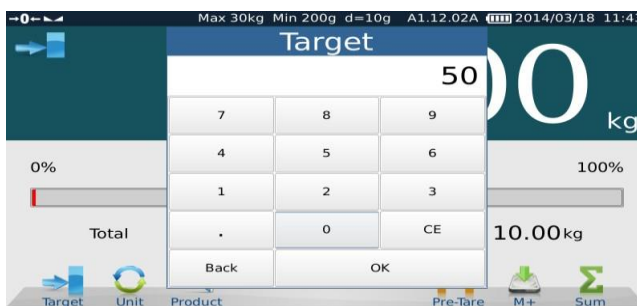 →0← Max 30kg Min 200g d=10g A1.12.02A 2014/03/18 11:4
Target
50
00
kg
7 8 9
4 5 6
0% 100%
1 2 3
Total . 0 CE 10.00kg
Back OK
Target Unit Product Pre-Tare M+ Sum